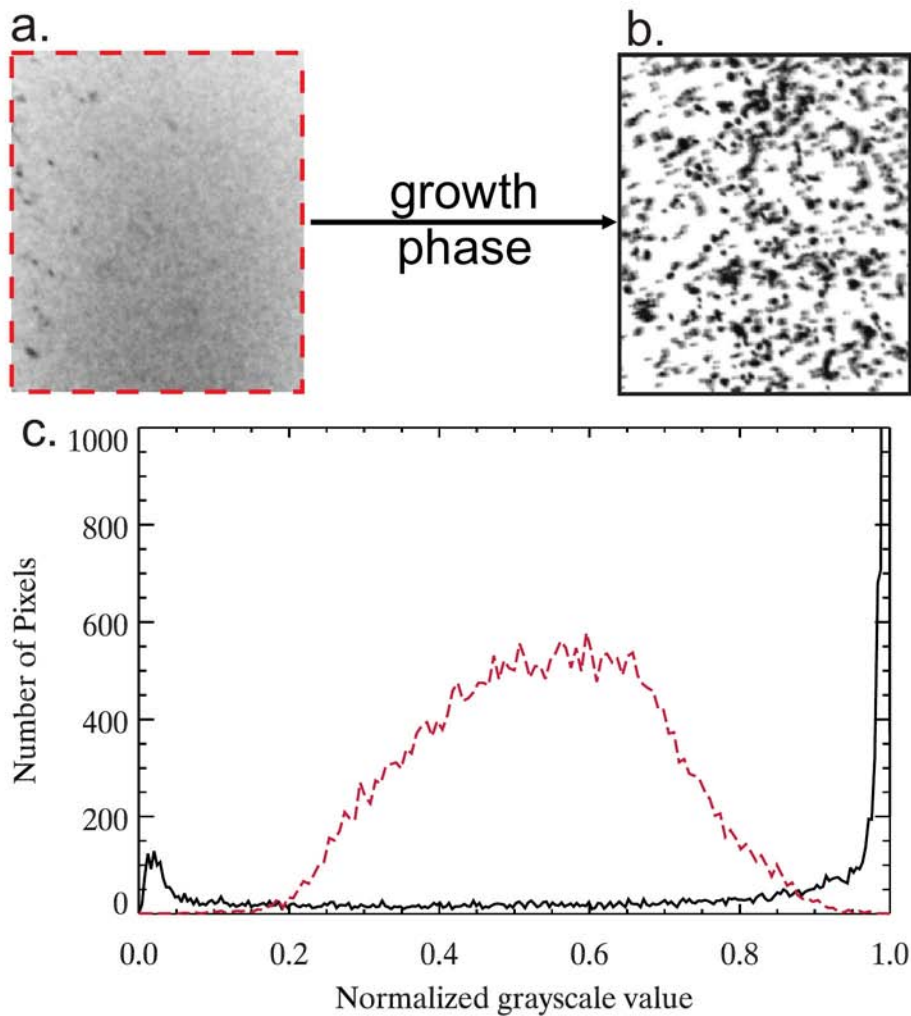 a.
b.
growth
phase
c.
1000
800
600
400
200
0
Number of Pixels
0.0 0.2 0.4 0.6 0.8 1.0
Normalized grayscale value